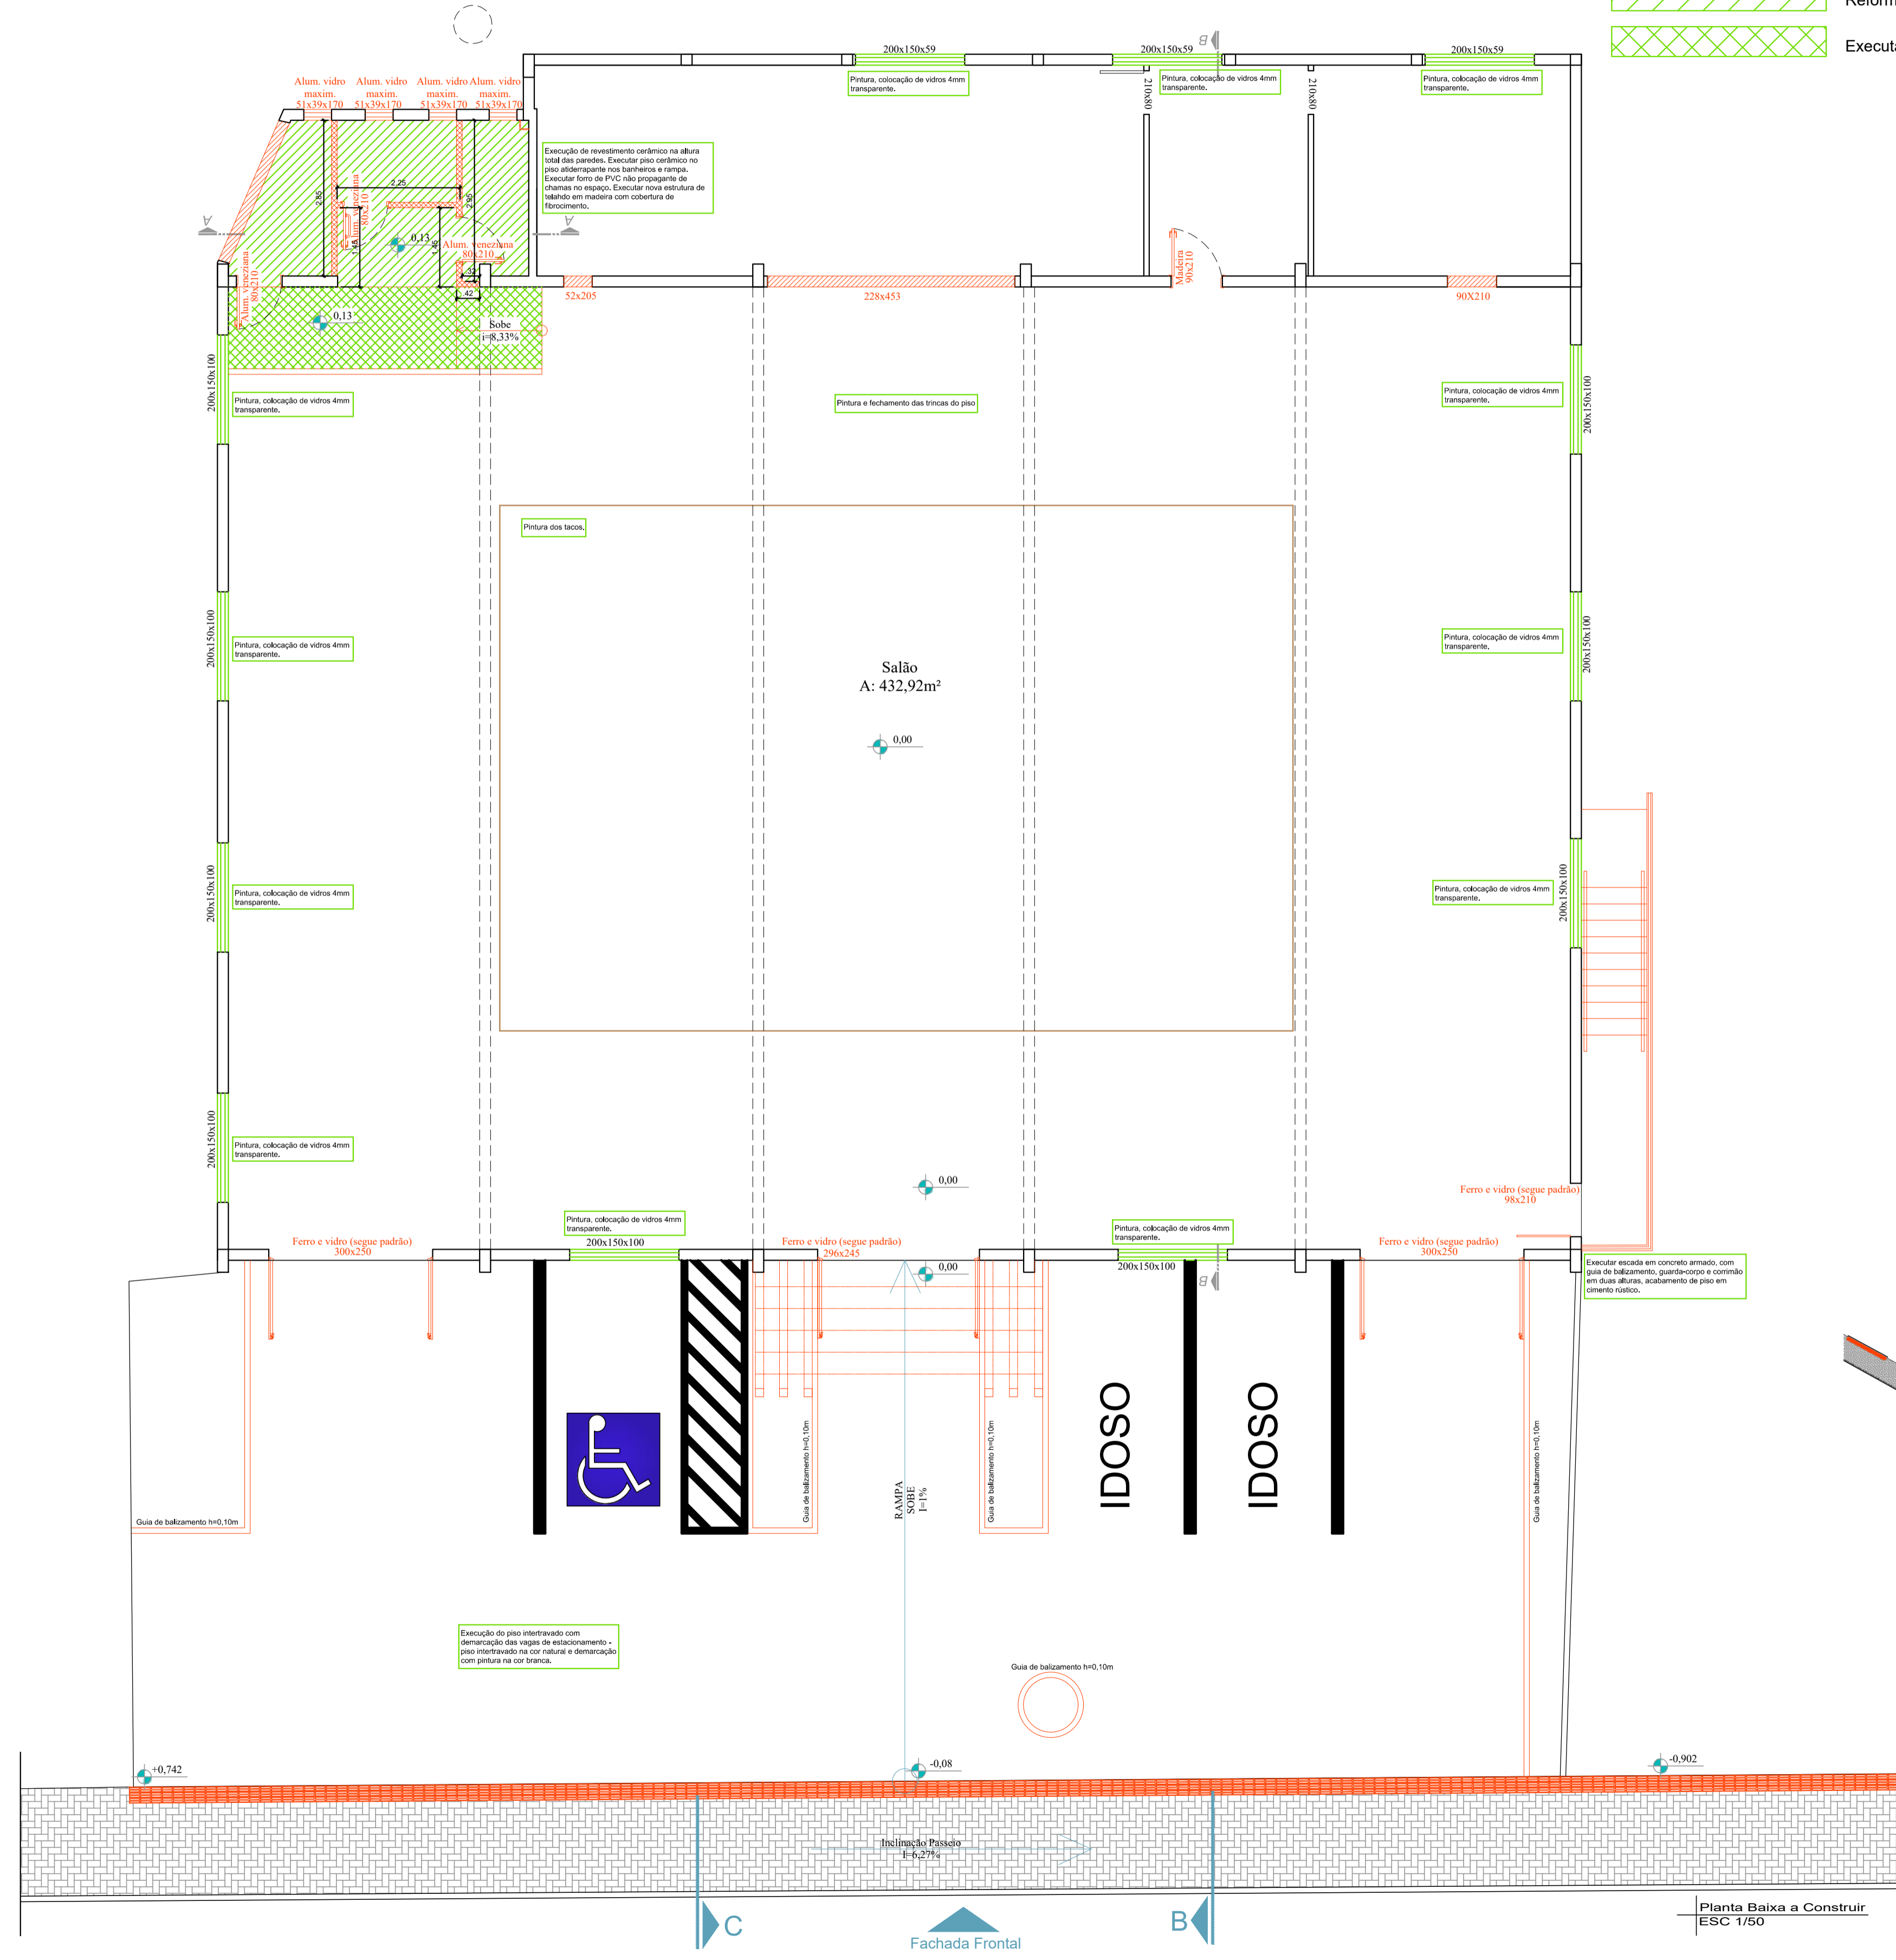 Reform
Executa
200x150x59
200x150x59
200x150x59
B
Pintura, colocação de vidros 4mm
transparente.
Pintura, colocação de vidros 4mm
transparente.
Pintura, colocação de vidros 4mm
transparente.
Alum. vidro
maxim.
51x39x170
Alum. vidro
maxim.
51x39x170
Alum. vidro
maxim.
51x39x170
Alum. vidro
maxim.
51x39x170
210x80
210x80
Execução de revestimento cerâmico na altura
total das paredes. Executar piso cerâmico no
piso atiderrapante nos banheiros e rampa.
Executar forro de PVC não propagante de
chamas no espaço. Executar nova estrutura de
telahdo em madeira com cobertura de
fibrocimento.
2.85
2.25
2.95
Alum. veneziana
80x210
1.45
1.45
0,13
Alum. veneziana
80x210
.32
.42
A
A
Alum. veneziana
80x210
Madeira
90x210
52x205
228x453
90X210
0,13
Sobe
i=8,33%
200x150x100
Pintura, colocação de vidros 4mm
transparente.
Pintura e fechamento das trincas do piso
Pintura, colocação de vidros 4mm
transparente.
200x150x100
Pintura dos tacos.
200x150x100
Pintura, colocação de vidros 4mm
transparente.
Salão
A: 432,92m²
0,00
Pintura, colocação de vidros 4mm
transparente.
200x150x100
200x150x100
Pintura, colocação de vidros 4mm
transparente.
Pintura, colocação de vidros 4mm
transparente.
200x150x100
200x150x100
Pintura, colocação de vidros 4mm
transparente.
0,00
Ferro e vidro (segue padrão)
98x210
Pintura, colocação de vidros 4mm
transparente.
Pintura, colocação de vidros 4mm
transparente.
Ferro e vidro (segue padrão)
300x250
200x150x100
Ferro e vidro (segue padrão)
296x245
Ferro e vidro (segue padrão)
300x250
0,00
200x150x100
B
Executar escada em concreto armado, com
guia de balizamento, guarda-corpo e corrimão
em duas alturas, acabamento de piso em
cimento rústico.
IDOSO
IDOSO
Guia de balizamento h=0,10m
Guia de balizamento h=0,10m
Guia de balizamento h=0,10m
Guia de balizamento h=0,10m
RAMPA
SOBE
I=1%
Execução do piso intertravado com
demarcação das vagas de estacionamento -
piso intertravado na cor natural e demarcação
com pintura na cor branca.
Guia de balizamento h=0,10m
+0,742
-0,08
-0,902
Inclinação Passeio
I=6,27%
C
B
Fachada Frontal
Planta Baixa a Construir
ESC 1/50